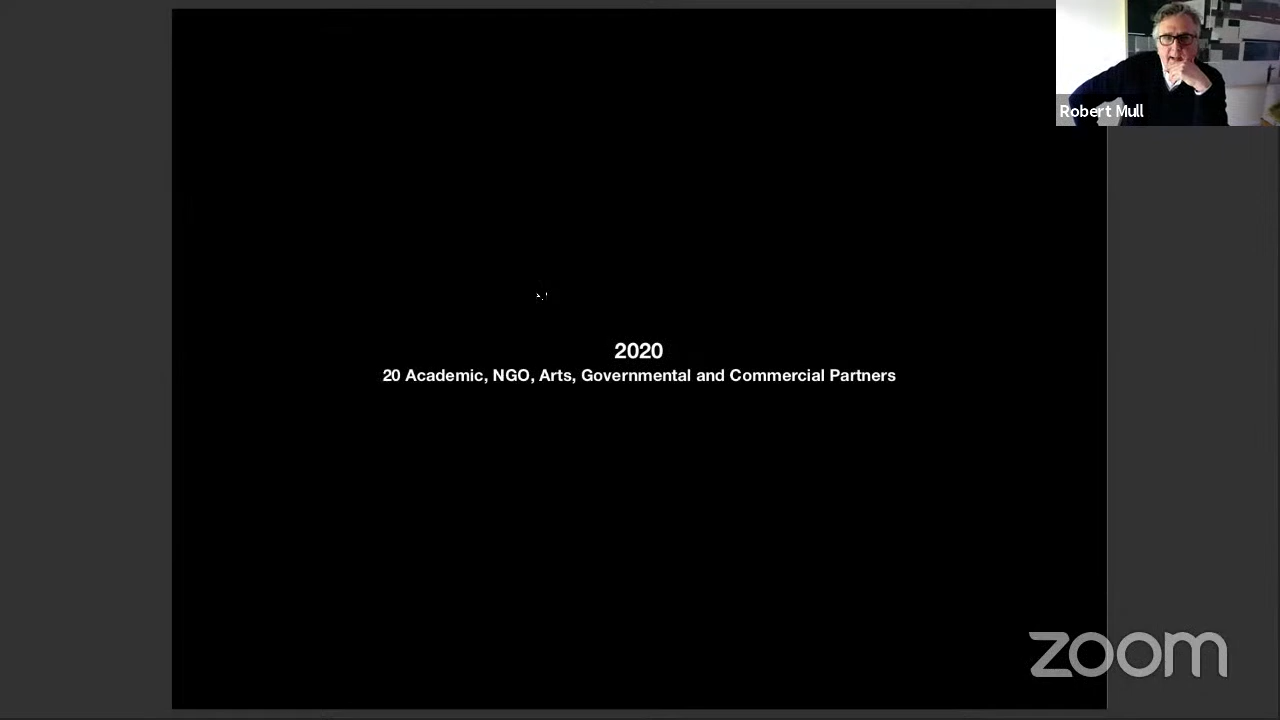 Robert Mull
2020
20 Academic, NGO, Arts, Governmental and Commercial Partners
zoom